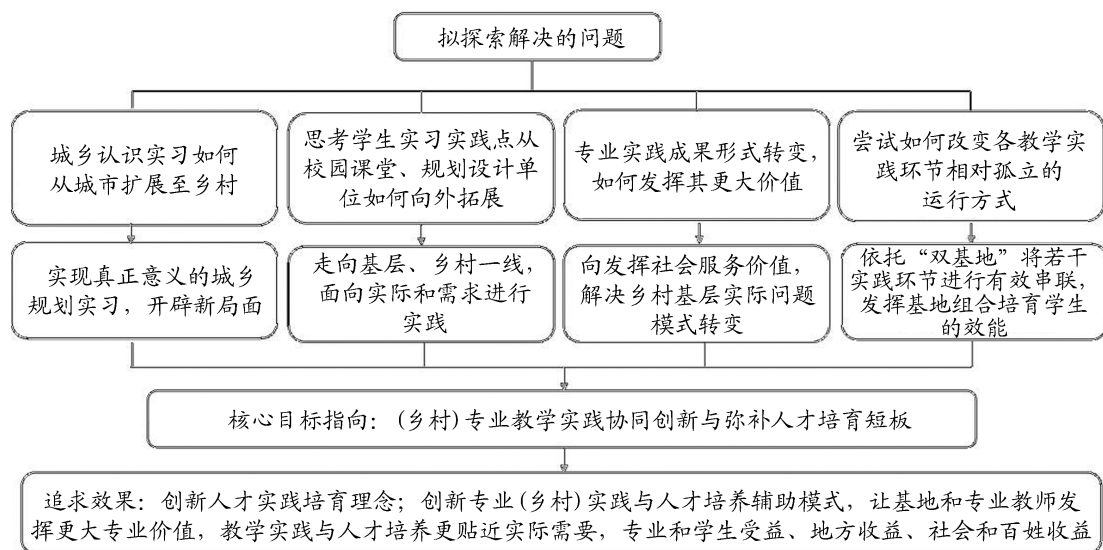 拟探索解决的问题
城乡认识实习如何
从城市扩展至乡村
思考学生实习实践点从
校园课堂、规划设计单
位如何向外拓展
专业实践成果形式转变，
如何发挥其更大价值
尝试如何改变各教学实
践环节相对孤立的
运行方式
实现真正意义的城乡
规划实习，开辟新局面
走向基层、乡村一线，
面向实际和需求进行
实践
向发挥社会服务价值，
解决乡村基层实际问题
模式转变
依托“双基地”将若干
实践环节进行有效串联，
发挥基地组合培育学生
的效能
核心目标指向：(乡村)专业教学实践协同创新与弥补人才培育短板
追求效果：创新人才实践培育理念；创新专业(乡村)实践与人才培养辅助模式，让基地和专业教师发
挥更大专业价值，教学实践与人才培养更贴近实际需要，专业和学生受益、地方收益、社会和百姓收益